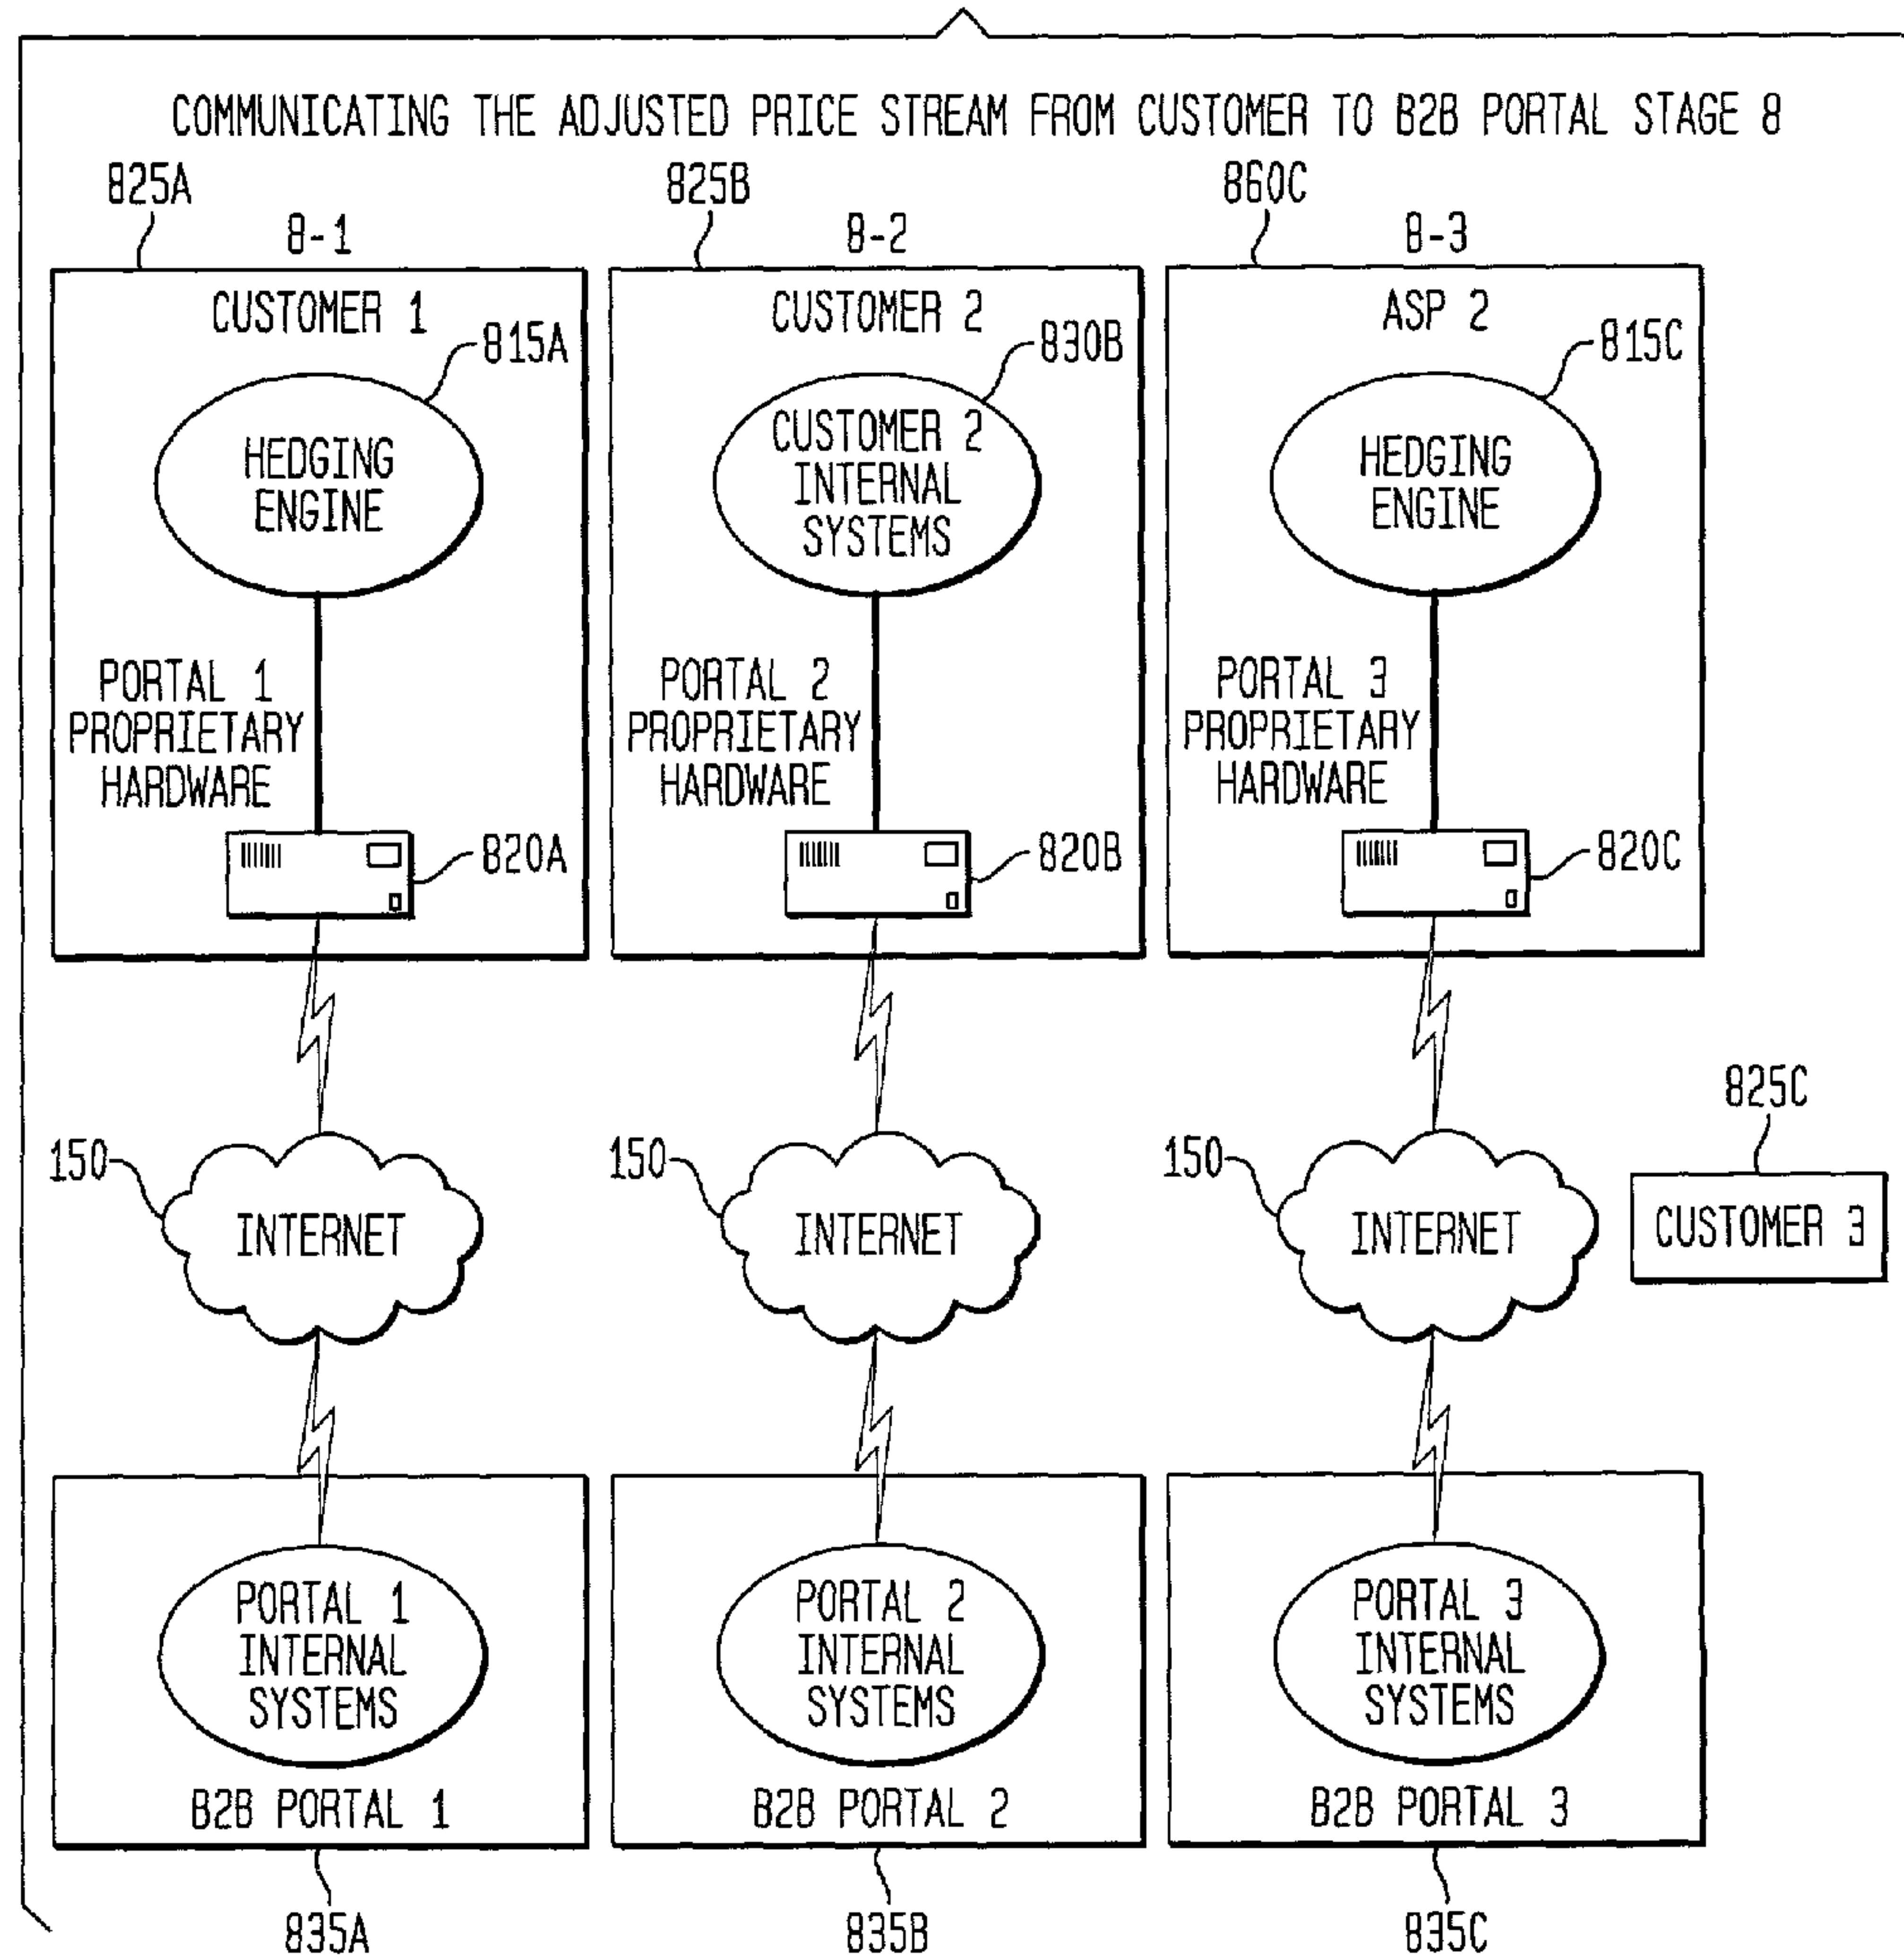 COMMUNICATING THE ADJUSTED PRICE STREAM FROM CUSTOMER TO B2B PORTAL STAGE 8
825A
8-1
CUSTOMER 1
815A
HEDGING
ENGINE
PORTAL 1
PROPRIETARY
HARDWARE
820A
150
INTERNET
PORTAL 1
INTERNAL
SYSTEMS
B2B PORTAL 1
835A
825B
8-2
CUSTOMER 2
830B
CUSTOMER 2
INTERNAL
SYSTEMS
PORTAL 2
PROPRIETARY
HARDWARE
820B
150
INTERNET
PORTAL 2
INTERNAL
SYSTEMS
B2B PORTAL 2
835B
860C
8-3
ASP 2
815C
HEDGING
ENGINE
PORTAL 3
PROPRIETARY
HARDWARE
820C
150
INTERNET
825C
CUSTOMER 3
PORTAL 3
INTERNAL
SYSTEMS
B2B PORTAL 3
835C